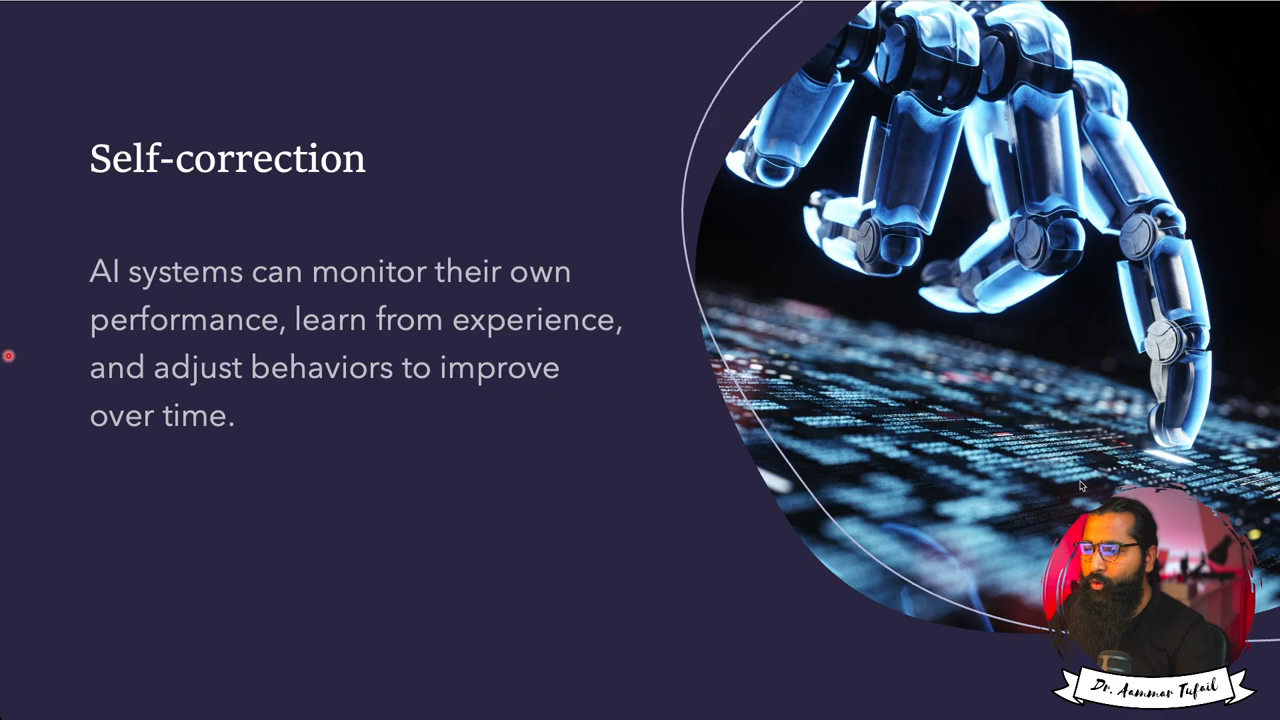 Self-correction
AI systems can monitor their own
performance, learn from experience,
and adjust behaviors to improve
over time.
Dr. Aammar Tufail